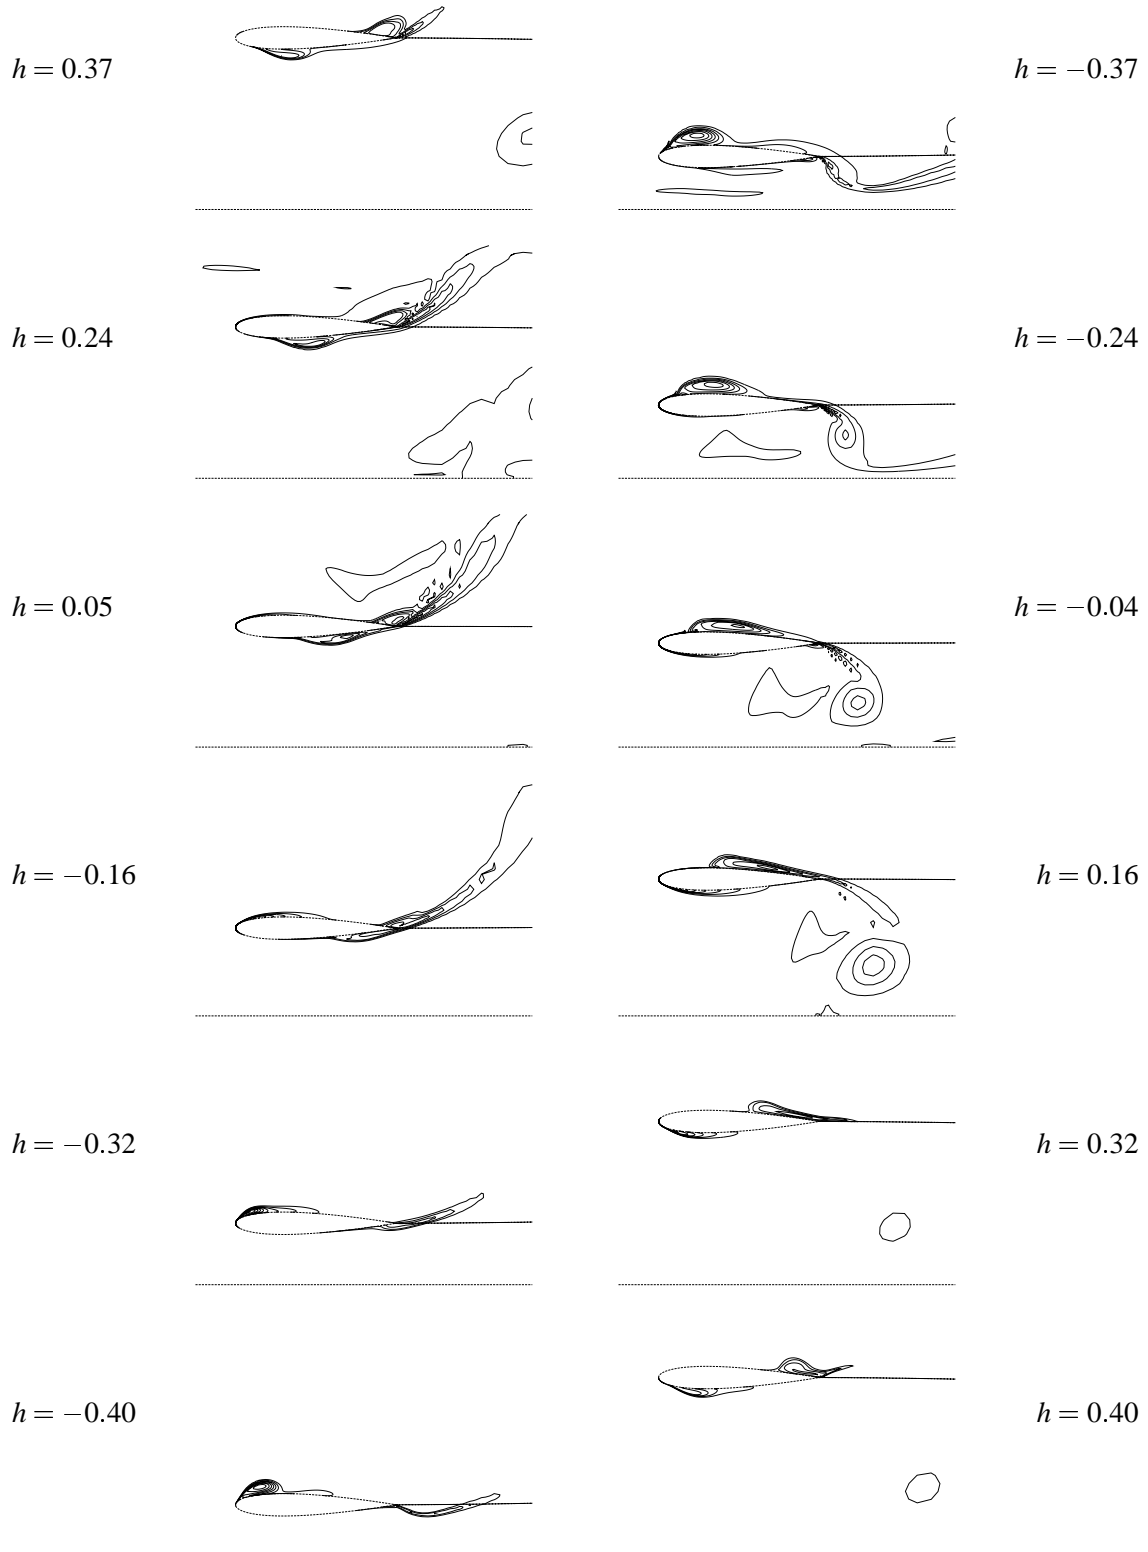 h = 0.37
h = −0.37
h = 0.24
h = −0.24
h = 0.05
h = −0.04
h = −0.16
h = 0.16
h = −0.32
h = 0.32
h = −0.40
h = 0.40